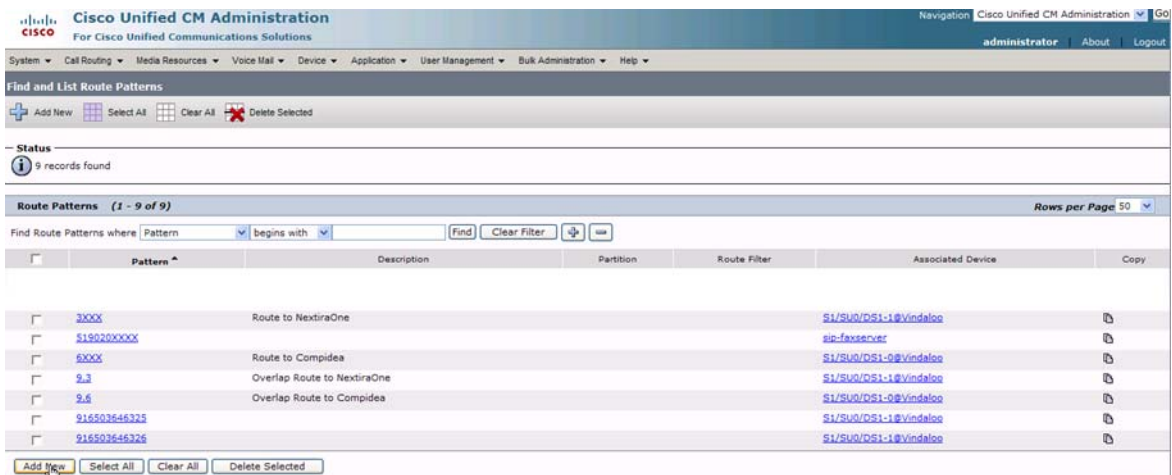 Cisco Unified CM Administration
For Cisco Unified Communications Solutions
CISCO
Navigation Cisco Unified CM Administration Go
administrator About Logout
System Call Routing Media Resources Voice Mail Device Application User Management Bulk Administration Help
Find and List Route Patterns
Add New Select All Clear All Delete Selected
Status
9 records found
Route Patterns (1 - 9 of 9) Rows per Page 50
Find Route Patterns where Pattern begins with Find Clear Filter
Pattern Description Partition Route Filter Associated Device Copy
3XXX Route to NextiraOne S1/SU0/DS1-1@Vindaloo
519020XXXX sip-faxserver
6XXX Route to Compidea S1/SU0/DS1-0@Vindaloo
9.3 Overlap Route to NextiraOne S1/SU0/DS1-1@Vindaloo
9.6 Overlap Route to Compidea S1/SU0/DS1-0@Vindaloo
916503646325 S1/SU0/DS1-1@Vindaloo
916503646326 S1/SU0/DS1-1@Vindaloo
Add New Select All Clear All Delete Selected